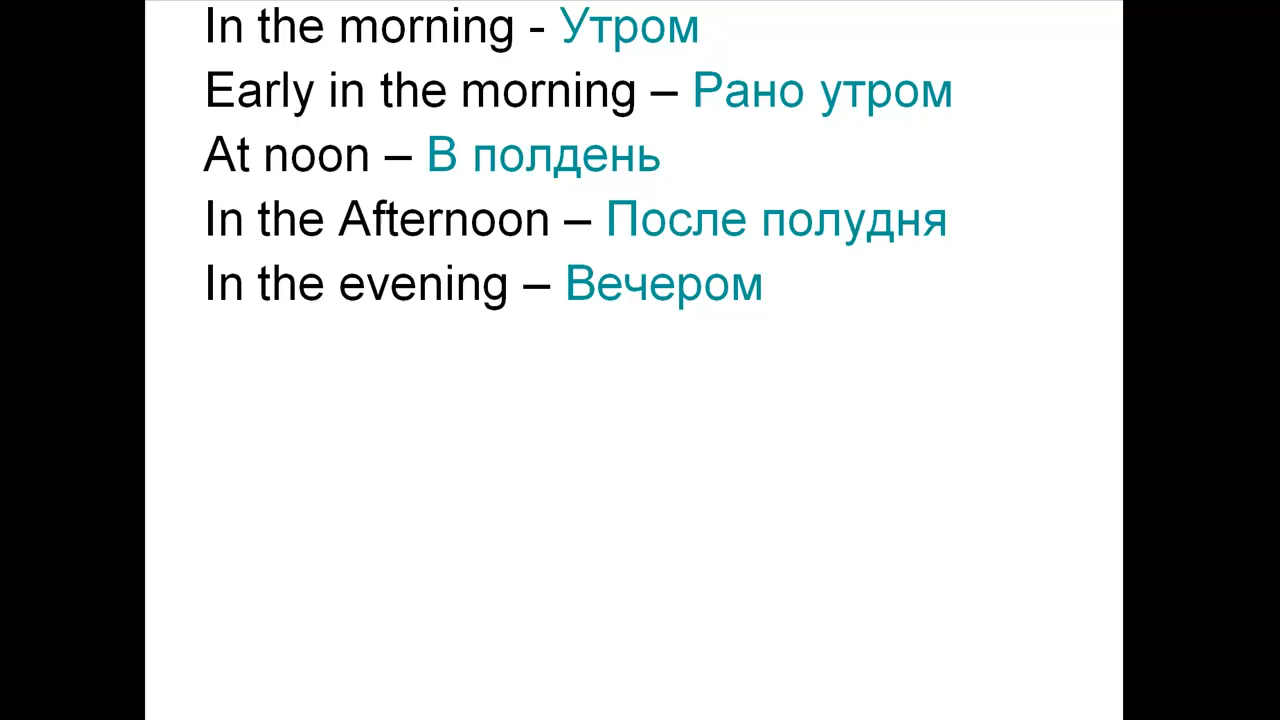 In the morning - Утром
Early in the morning – Рано утром
At noon – В полдень
In the Afternoon – После полудня
In the evening – Вечером